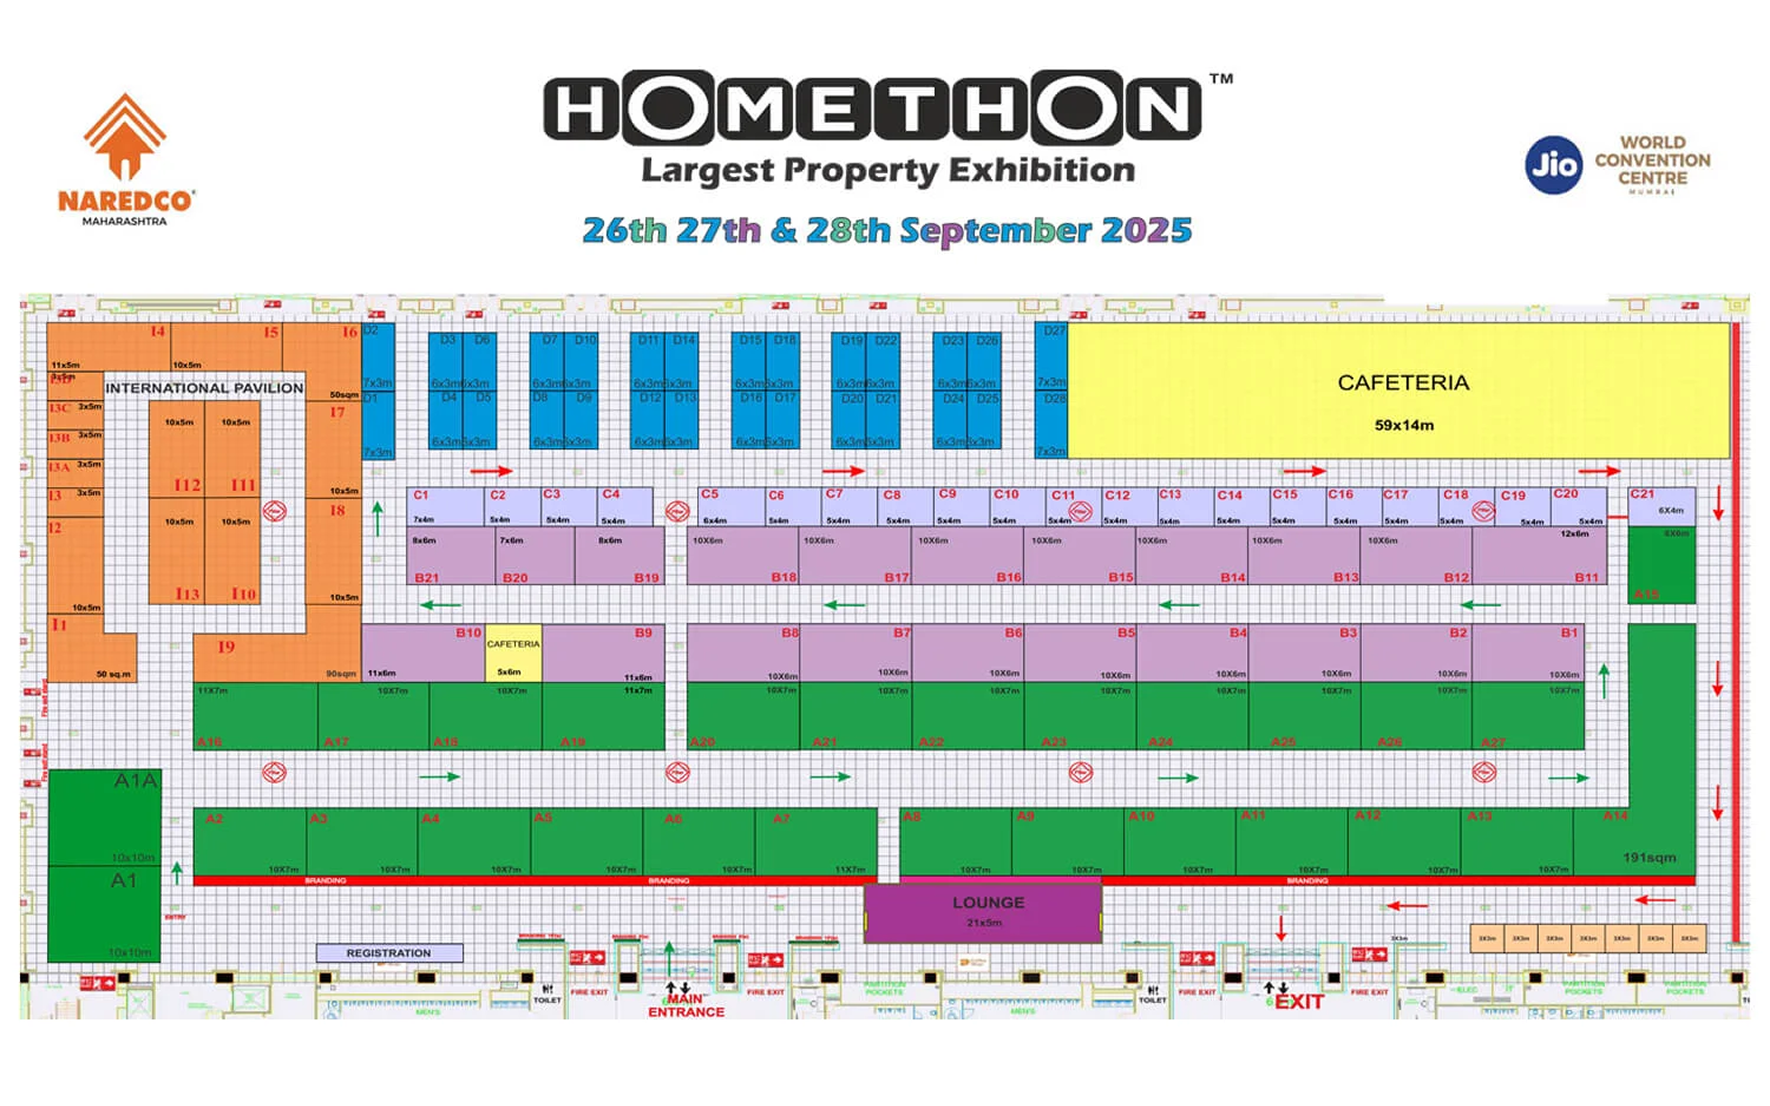 HOMETHON™
Largest Property Exhibition
26th 27th & 28th September 2025
NAREDCO
MAHARASHTRA
Jio
WORLD
CONVENTION
CENTRE
MUMBAI
I4 I5 I6
11x5m 10x5m 50sqm
INTERNATIONAL PAVILION
I3C 3x5m
I3B 3x5m
I3A 3x5m
I3 3x5m
I2
10x5m
I1
50 sq.m
10x5m 10x5m
I12 I11
10x5m 10x5m
I13 I10
I7
10x5m
I8
10x5m
I9
90sqm
D2
7x3m
D1
7x3m
D3 D6 D7 D10 D11 D14 D15 D18 D19 D22 D23 D26
6x3m 6x3m 6x3m 6x3m 6x3m 6x3m 6x3m 6x3m 6x3m 6x3m 6x3m 6x3m
D4 D5 D8 D9 D12 D13 D16 D17 D20 D21 D24 D25
6x3m 6x3m 6x3m 6x3m 6x3m 6x3m 6x3m 6x3m 6x3m 6x3m 6x3m 6x3m
D27
7x3m
D28
7x3m
CAFETERIA
59x14m
C1 C2 C3 C4 C5 C6 C7 C8 C9 C10 C11 C12 C13 C14 C15 C16 C17 C18 C19 C20 C21
7x4m 5x4m 5x4m 5x4m 6x4m 5x4m 5x4m 5x4m 5x4m 5x4m 5x4m 5x4m 5x4m 5x4m 5x4m 5x4m 5x4m 5x4m 5x4m 5x4m 6X4m
8x6m 7x6m 8x6m 10X6m 10X6m 10X6m 10X6m 10X6m 10X6m 10X6m 12x6m 6X6m
B21 B20 B19 B18 B17 B16 B15 B14 B13 B12 B11 A15
B10 CAFETERIA B9 B8 B7 B6 B5 B4 B3 B2 B1
11x6m 5x6m 11x6m 10X6m 10X6m 10X6m 10X6m 10X6m 10X6m 10X6m 10X6m
11X7m 10X7m 10X7m 11x7m 10X7m 10X7m 10X7m 10X7m 10X7m 10X7m 10X7m 10X7m
A16 A17 A18 A19 A20 A21 A22 A23 A24 A25 A26 A27
A1A
10x10m
A1
10x10m
A2 A3 A4 A5 A6 A7 A8 A9 A10 A11 A12 A13 A14
10X7m 10X7m 10X7m 10X7m 10X7m 11X7m 10X7m 10X7m 10X7m 10X7m 10X7m 191sqm
BRANDING BRANDING BRANDING
LOUNGE
21x5m
ENTRY
REGISTRATION
3X3m
3X3m 3X3m 3X3m 3X3m 3X3m 3X3m 3X3m
TOILET FIRE EXIT MAIN ENTRANCE FIRE EXIT
PARTITION POCKETS
TOILET FIRE EXIT EXIT FIRE EXIT
ELEC
PARTITION POCKETS
PARTITION POCKETS
MEN'S
MEN'S